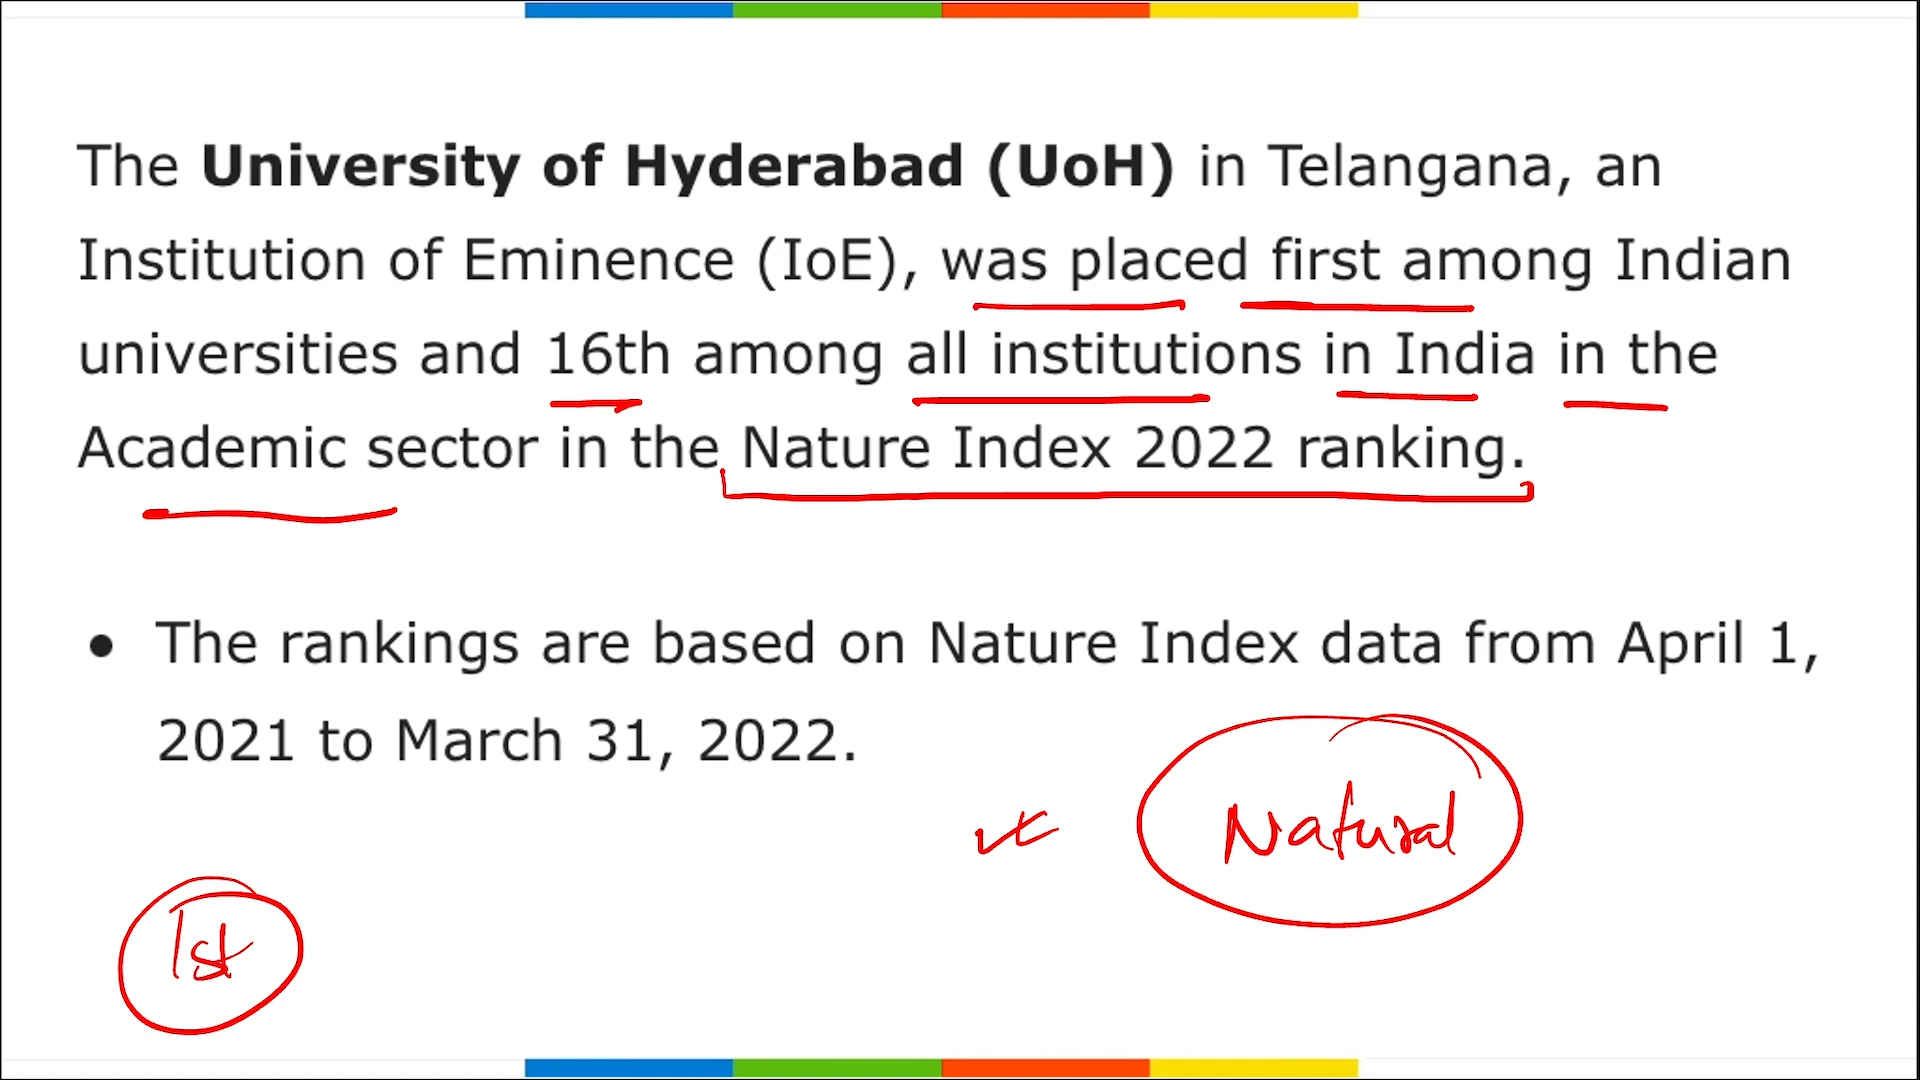 The University of Hyderabad (UoH) in Telangana, an
Institution of Eminence (IoE), was placed first among Indian
universities and 16th among all institutions in India in the
Academic sector in the Nature Index 2022 ranking.
• The rankings are based on Nature Index data from April 1,
2021 to March 31, 2022.
Natural
1st